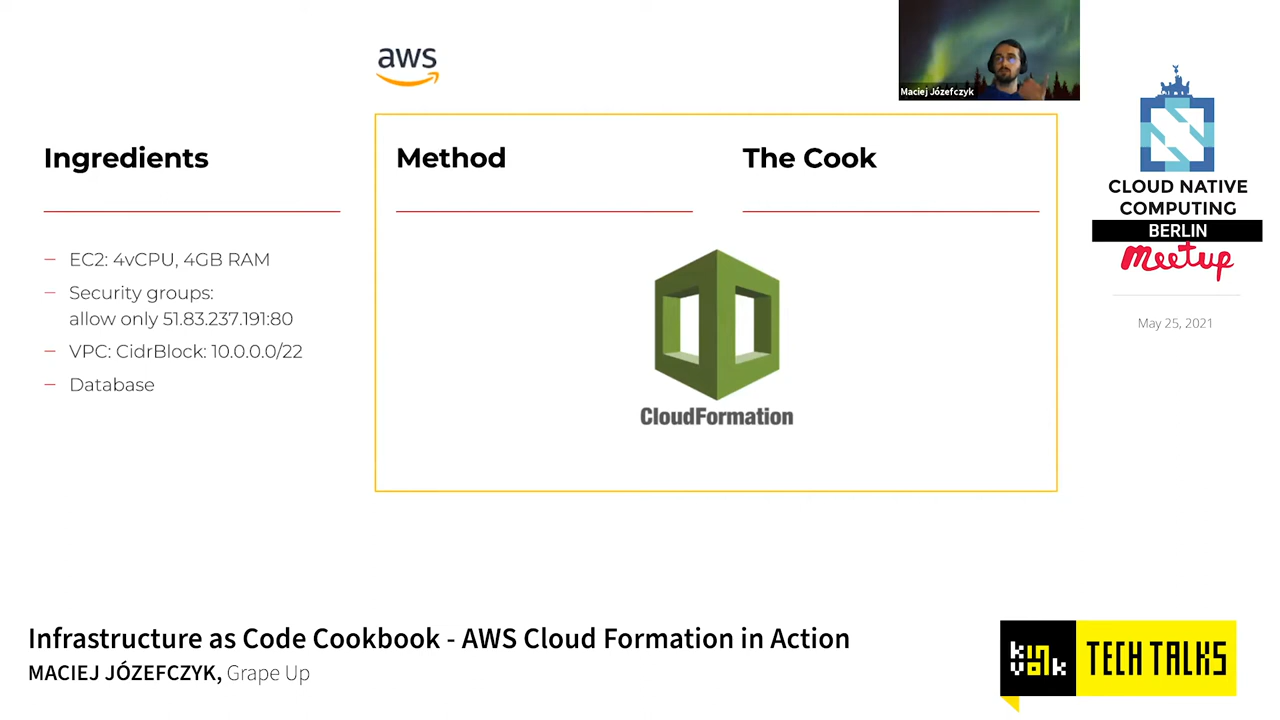 aws
Maciej Józefczyk
Ingredients
Method
The Cook
– EC2: 4vCPU, 4GB RAM
– Security groups:
allow only 51.83.237.191:80
– VPC: CidrBlock: 10.0.0.0/22
– Database
CloudFormation
CLOUD NATIVE
COMPUTING
BERLIN
meetup
May 25, 2021
Infrastructure as Code Cookbook - AWS Cloud Formation in Action
MACIEJ JÓZEFCZYK, Grape Up
kinvolk
TECH TALKS